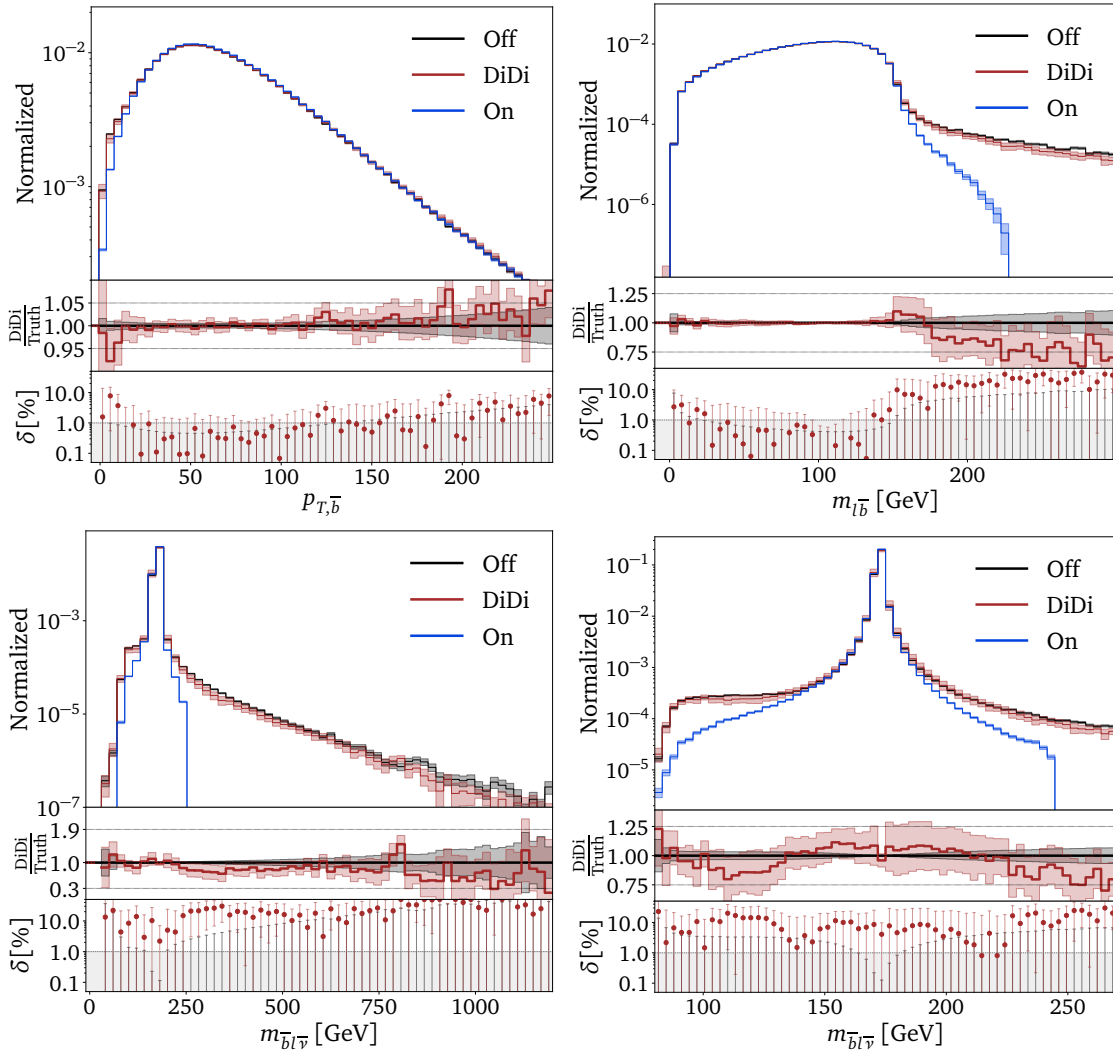 Normalized
10⁻²
10⁻³
Off
DiDi
On
DiDi
Truth
1.05
1.00
0.95
δ[%]
10.0
1.0
0.1
0 50 100 150 200
p_{T,b̅}
Normalized
10⁻²
10⁻⁴
10⁻⁶
Off
DiDi
On
DiDi
Truth
1.25
1.00
0.75
δ[%]
10.0
1.0
0.1
0 100 200
m_{lb̅} [GeV]
Normalized
10⁻³
10⁻⁵
10⁻⁷
Off
DiDi
On
DiDi
Truth
1.9
1.0
0.3
δ[%]
10.0
1.0
0.1
0 250 500 750 1000
m_{b̅lν̅} [GeV]
Normalized
10⁻¹
10⁻²
10⁻³
10⁻⁴
10⁻⁵
Off
DiDi
On
DiDi
Truth
1.25
1.00
0.75
δ[%]
10.0
1.0
0.1
100 150 200 250
m_{b̅lν̅} [GeV]